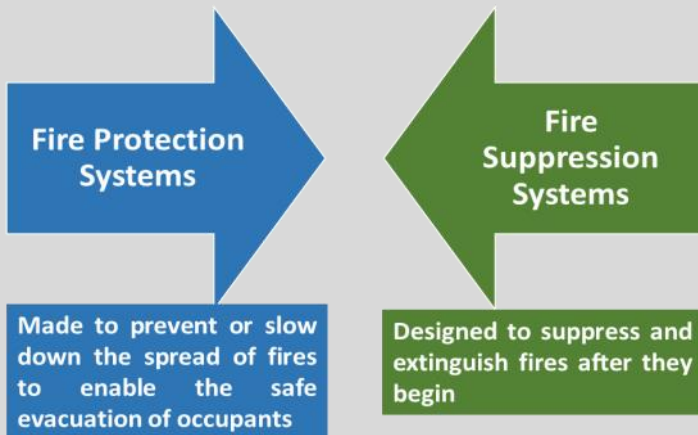 Fire Protection
Systems
Fire
Suppression
Systems
Made to prevent or slow
down the spread of fires
to enable the safe
evacuation of occupants
Designed to suppress and
extinguish fires after they
begin